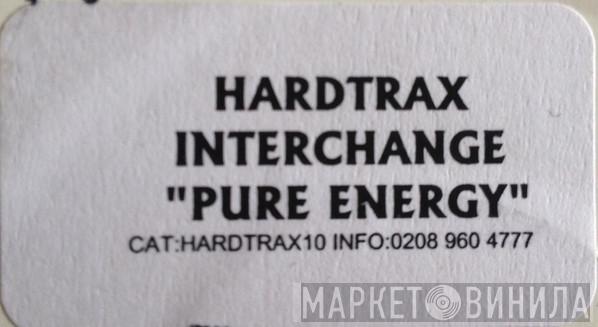 HARDTRAX
INTERCHANGE
"PURE ENERGY"
CAT:HARDTRAX10 INFO:0208 960 4777
МАРКЕТ ВИНИЛА